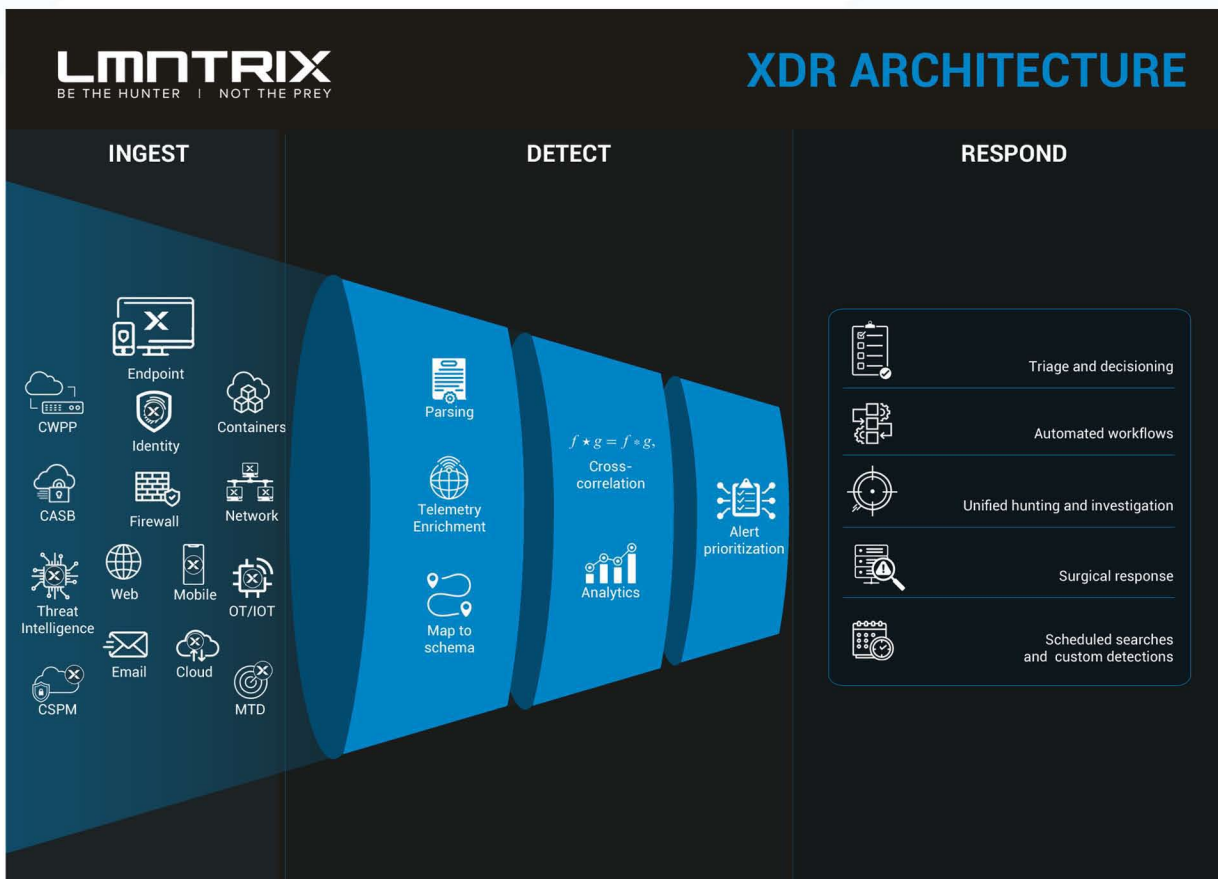 LMNTRIX
BE THE HUNTER | NOT THE PREY
XDR ARCHITECTURE
INGEST
DETECT
RESPOND
Endpoint
CWPP
Identity
Containers
CASB
Firewall
Network
Threat
Intelligence
Web
Mobile
OT/IOT
Email
Cloud
CSPM
MTD
Parsing
Telemetry
Enrichment
Map to
schema
f ⋆ g = f ∗ g,
Cross-
correlation
Analytics
Alert
prioritization
Triage and decisioning
Automated workflows
Unified hunting and investigation
Surgical response
Scheduled searches
and custom detections